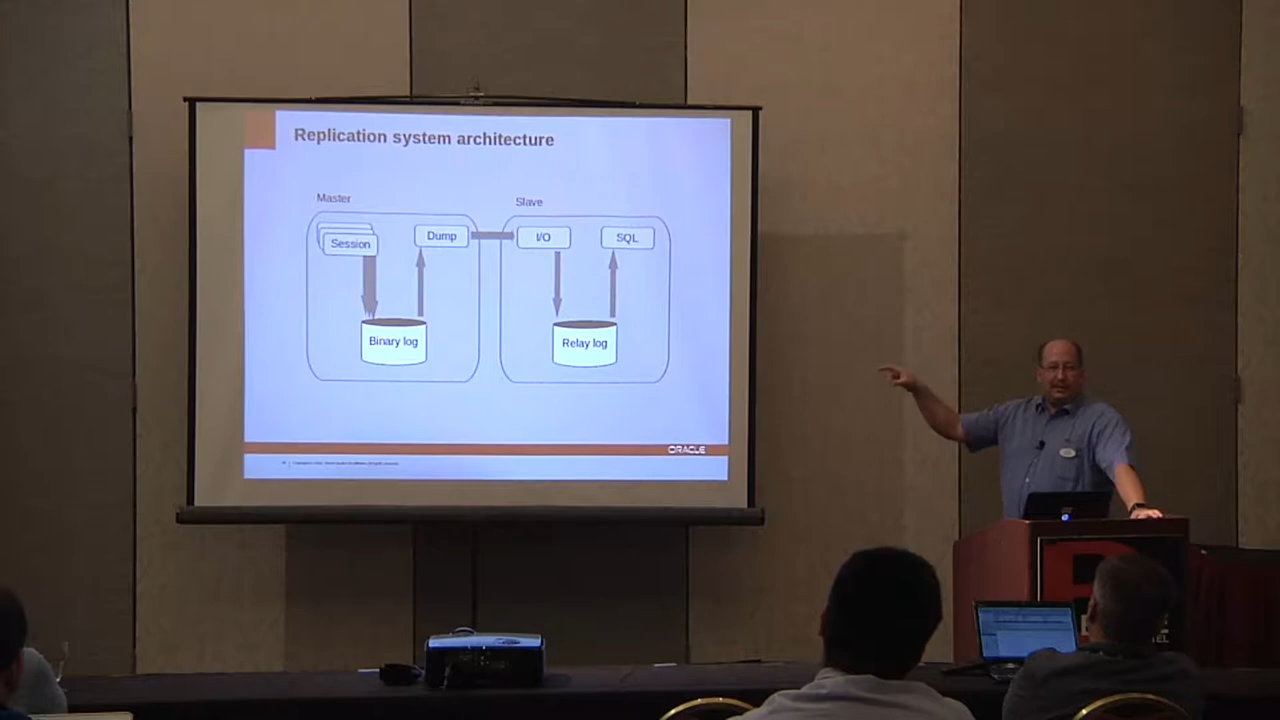 Replication system architecture
Master
Slave
Session
Dump
I/O
SQL
Binary log
Relay log
ORACLE